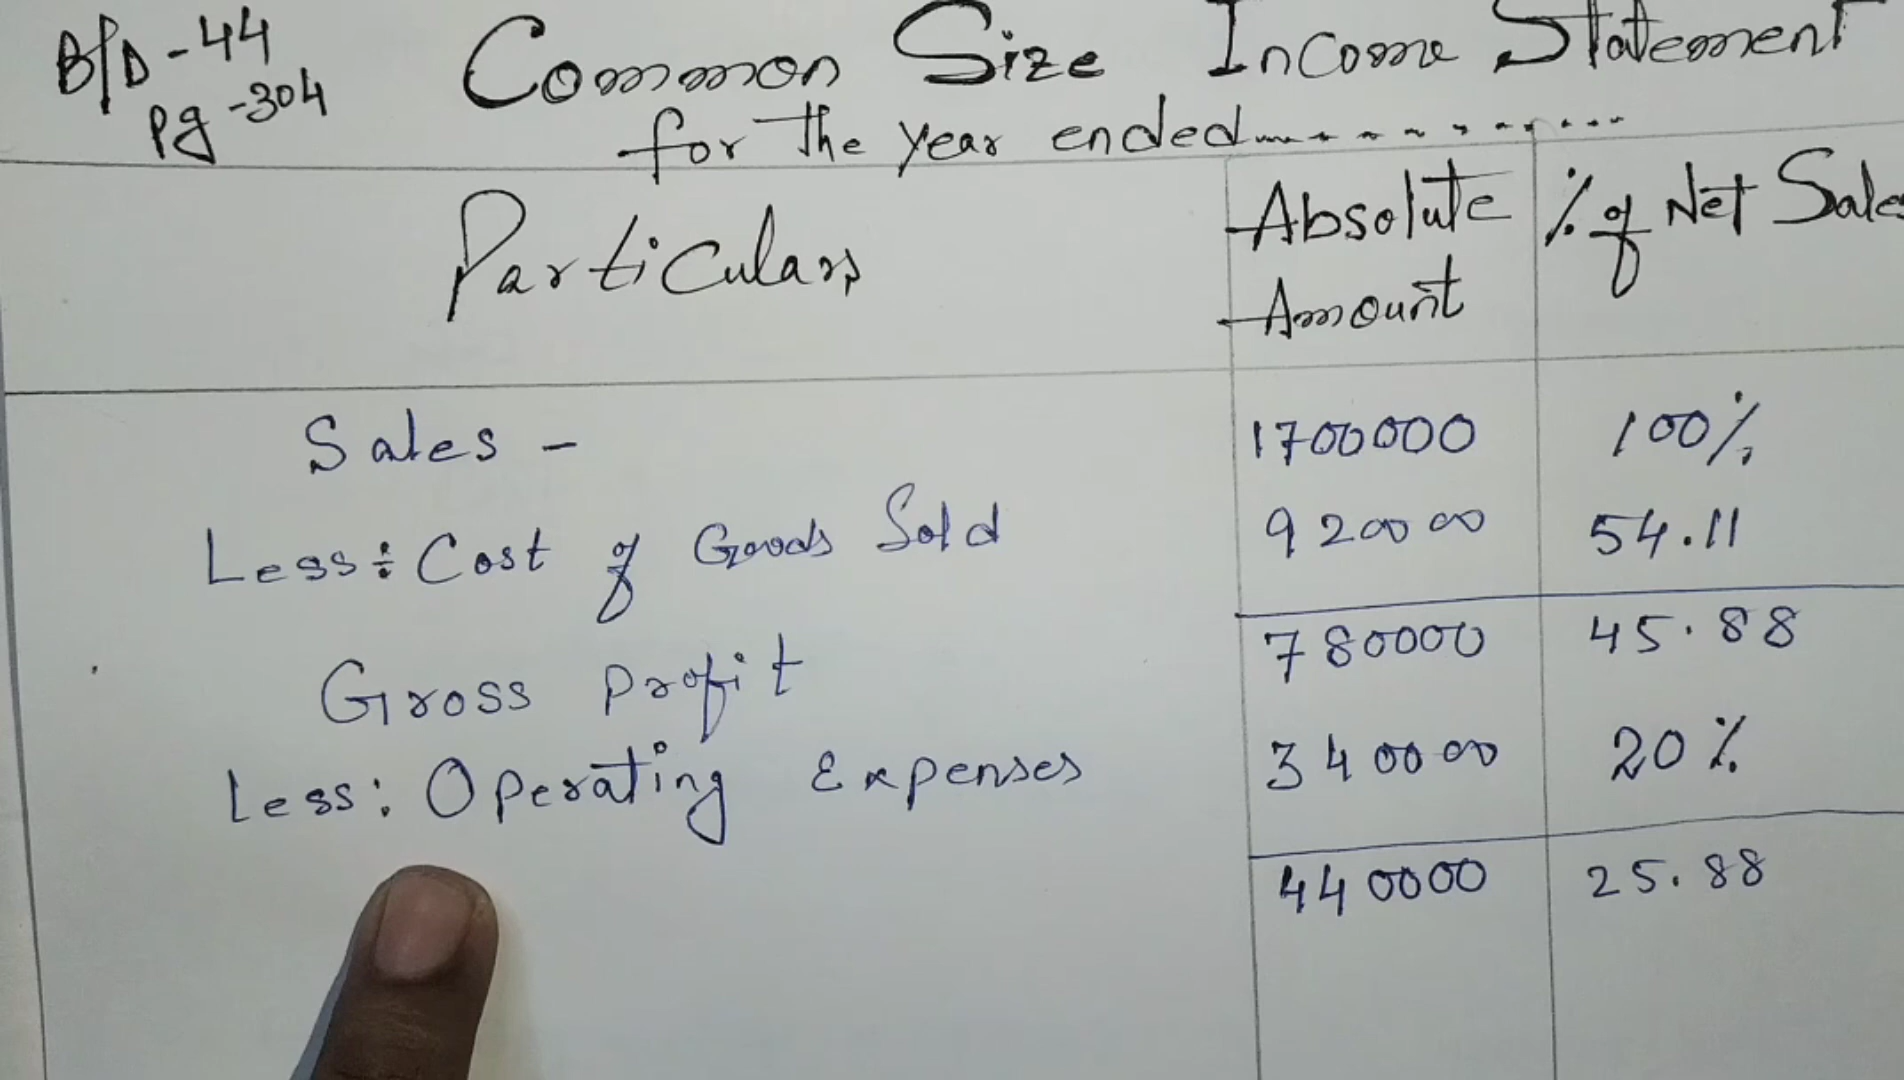 B/D - 44
Pg - 304
Common Size Income Statement
for the year ended............
Particulars
Absolute Amount
% of Net Sales
Sales - 1700000 100%
Less: Cost of Goods Sold 920000 54.11
Gross Profit 780000 45.88
Less: Operating Expenses 340000 20%
440000 25.88